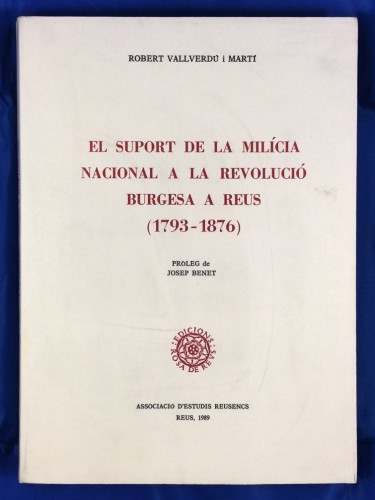 ROBERT VALLVERDÚ i MARTÍ
EL SUPORT DE LA MILÍCIA
NACIONAL A LA REVOLUCIÓ
BURGESA A REUS
(1793-1876)
PRÒLEG de
JOSEP BENET
EDICIONS
ROSA DE REUS
ASSOCIACIO D'ESTUDIS REUSENCS
REUS, 1989